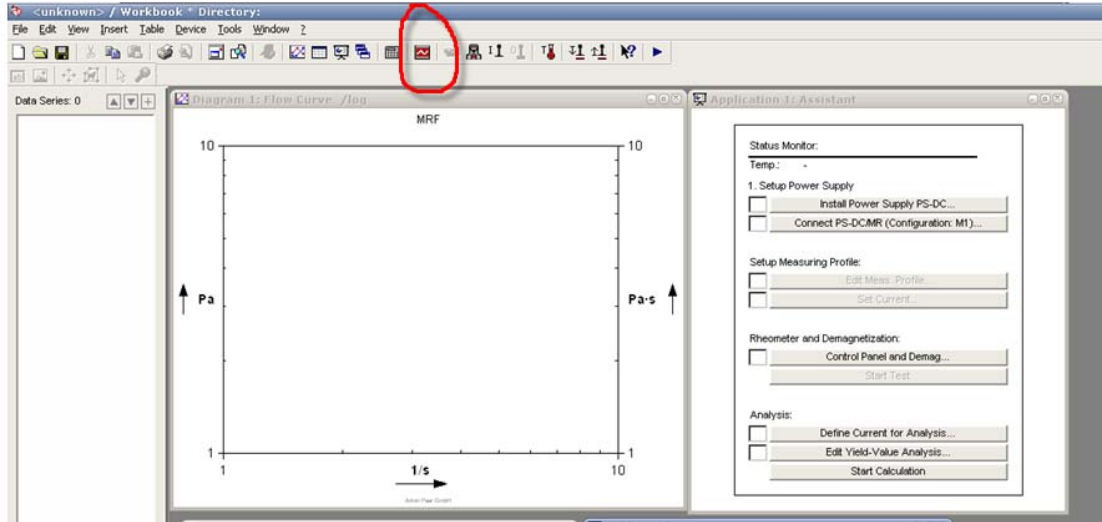 <unknown> / Workbook * Directory:
File Edit View Insert Table Device Tools Window ?
Data Series: 0
Diagram 1: Flow Curve /log
MRF
10
10
Pa
Pa·s
1
1
1
1/s
10
Anton Paar GmbH
Application 1: Assistant
Status Monitor:
Temp.: -
1. Setup Power Supply
Install Power Supply PS-DC...
Connect PS-DC/MR (Configuration: M1)...
Setup Measuring Profile:
Edit Meas. Profile...
Set Current...
Rheometer and Demagnetization:
Control Panel and Demag...
Start Test
Analysis:
Define Current for Analysis...
Edit Yield-Value Analysis...
Start Calculation